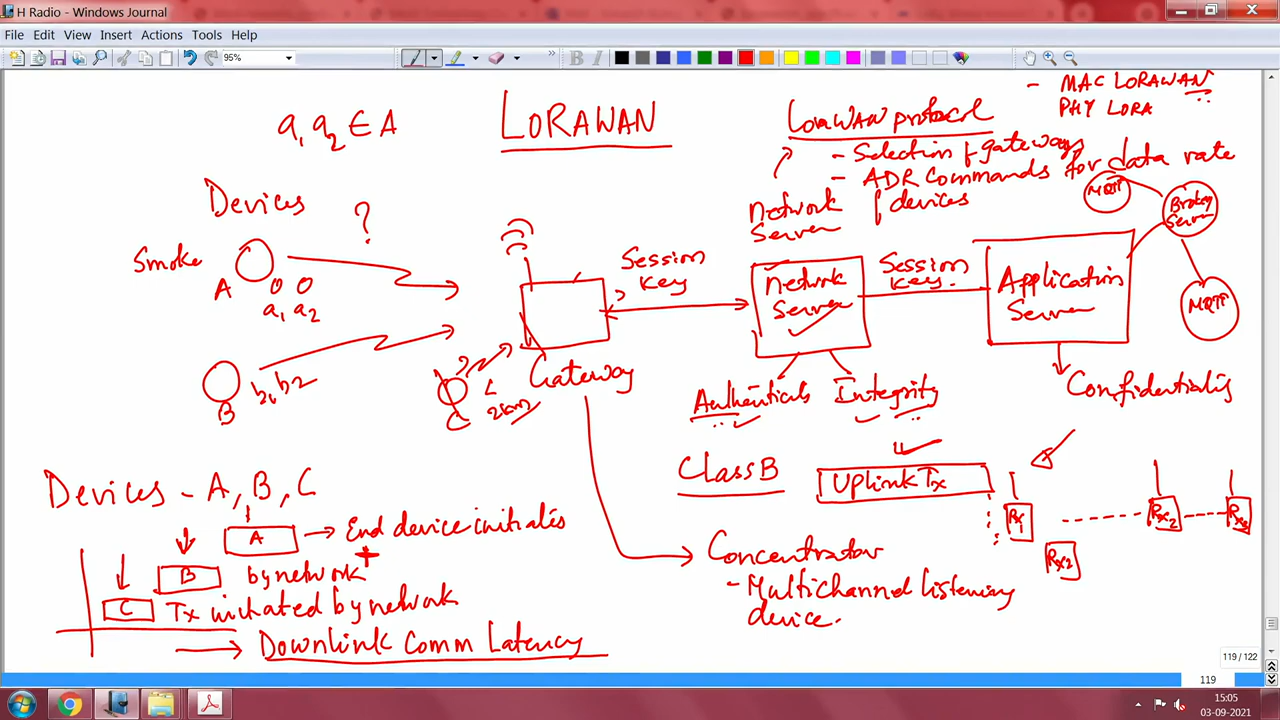 H Radio - Windows Journal
File Edit View Insert Actions Tools Help
95%
a1 a2 ∈ A
LORAWAN
LoraWAN protocol
- MAC LORAWAN
PHY LORA
- Selection of gateways
- ADR Commands for data rate
of devices
Devices
?
Smoke
A
a1 a2
B
b1, b2
C
< 2km
Gateway
Session Key
Network Server
Network Server
Session Key.
Application Server
MQTT
Broker Server
MQTT
Authenticals
Integrity
Confidentialis
Devices - A, B, C
A
End device initiates
+
B
by network
C
Tx initiated by network
Downlink Comm Latency
Class B
Uplink Tx
Rx1
Rx2
Rx2
Concentrator
- Multichannel listening
device.
119 / 122
119
15:05
03-09-2021